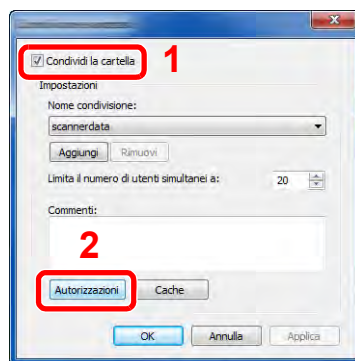 Condividi la cartella
1
Impostazioni
Nome condivisione:
scannerdata
Aggiungi Rimuovi
Limita il numero di utenti simultanei a: 20
Commenti:
2
Autorizzazioni Cache
OK Annulla Applica